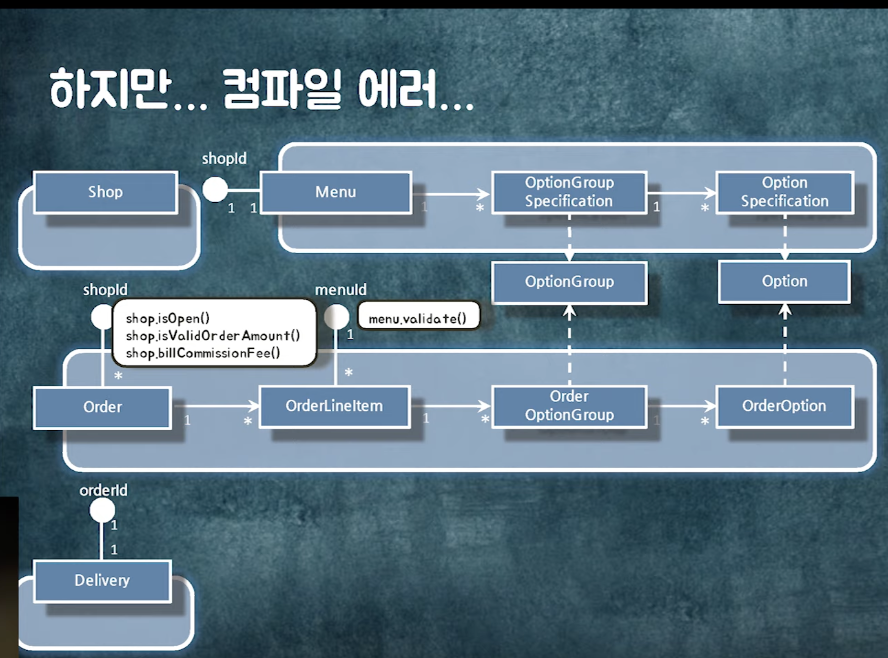 하지만... 컴파일 에러...
shopId
Shop
1 1
Menu
1
*
OptionGroup
Specification
1
*
Option
Specification
OptionGroup
Option
shopId
shop.isOpen()
shop.isValidOrderAmount()
shop.billCommissionFee()
*
menuId
menu.validate()
1
*
Order
1
*
OrderLineItem
1
*
Order
OptionGroup
1
*
OrderOption
orderId
1
1
Delivery